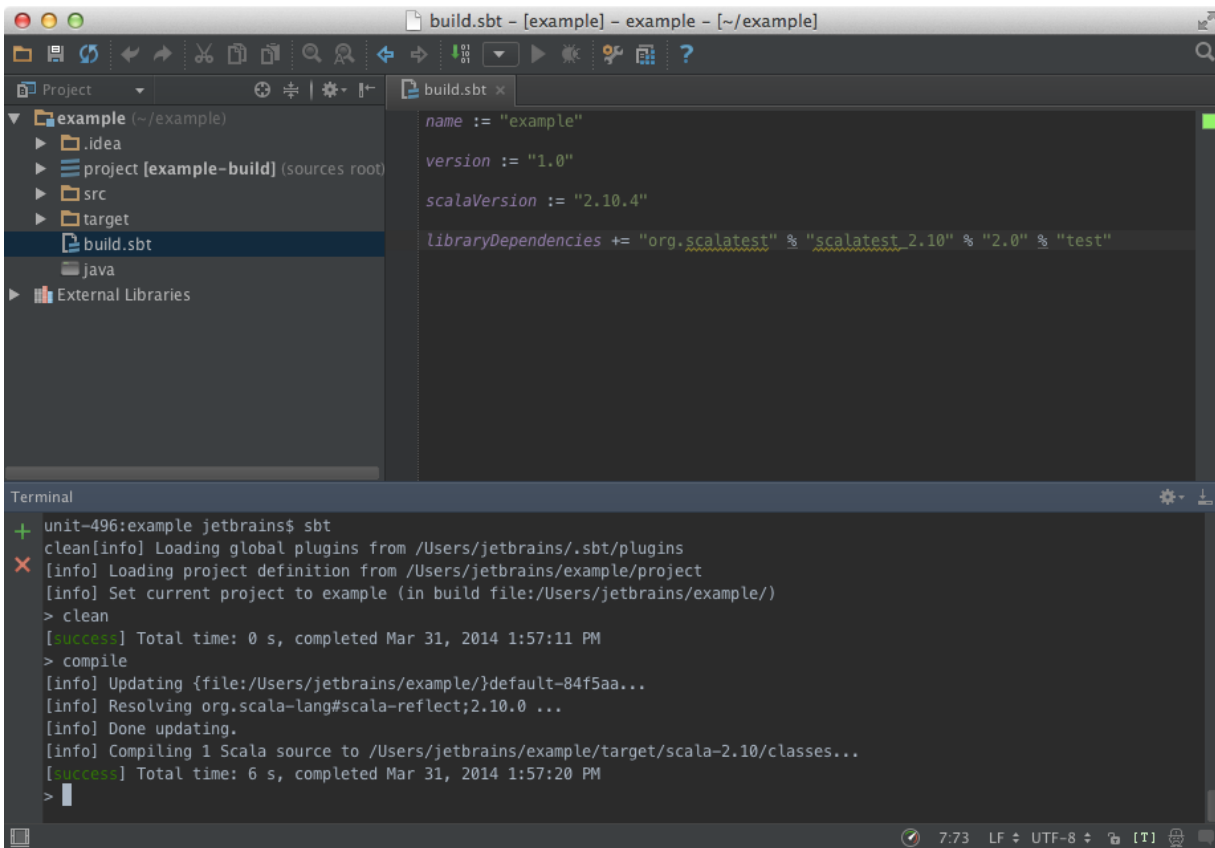 build.sbt – [example] – example – [~/example]
Project
build.sbt
example (~/example)
.idea
project [example-build] (sources root)
src
target
build.sbt
java
External Libraries
name := "example"
version := "1.0"
scalaVersion := "2.10.4"
libraryDependencies += "org.scalatest" % "scalatest_2.10" % "2.0" % "test"
Terminal
unit-496:example jetbrains$ sbt
clean[info] Loading global plugins from /Users/jetbrains/.sbt/plugins
[info] Loading project definition from /Users/jetbrains/example/project
[info] Set current project to example (in build file:/Users/jetbrains/example/)
> clean
[success] Total time: 0 s, completed Mar 31, 2014 1:57:11 PM
> compile
[info] Updating {file:/Users/jetbrains/example/}default-84f5aa...
[info] Resolving org.scala-lang#scala-reflect;2.10.0 ...
[info] Done updating.
[info] Compiling 1 Scala source to /Users/jetbrains/example/target/scala-2.10/classes...
[success] Total time: 6 s, completed Mar 31, 2014 1:57:20 PM
>
7:73 LF UTF-8 [T]